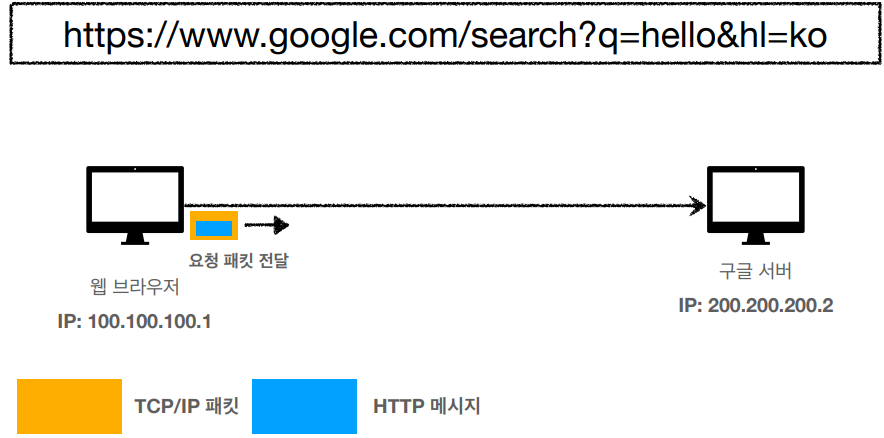 https://www.google.com/search?q=hello&hl=ko
요청 패킷 전달
웹 브라우저
IP: 100.100.100.1
구글 서버
IP: 200.200.200.2
TCP/IP 패킷
HTTP 메시지